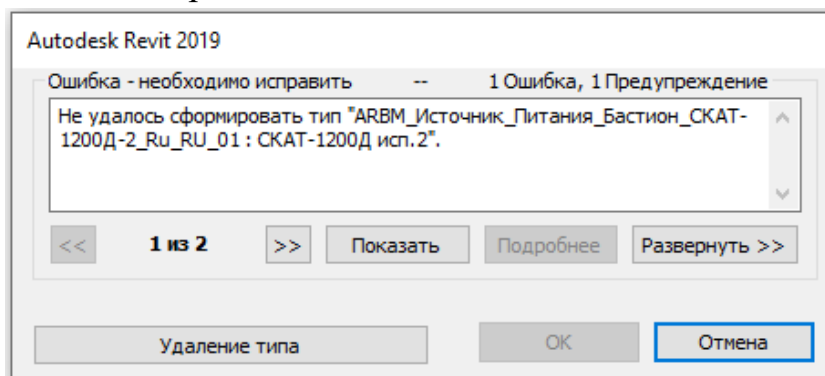 Autodesk Revit 2019
Ошибка - необходимо исправить -- 1 Ошибка, 1 Предупреждение
Не удалось сформировать тип "ARBM_Источник_Питания_Бастион_СКАТ-
1200Д-2_Ru_RU_01 : СКАТ-1200Д исп.2".
<< 1 из 2 >> Показать Подробнее Развернуть >>
Удаление типа OK Отмена